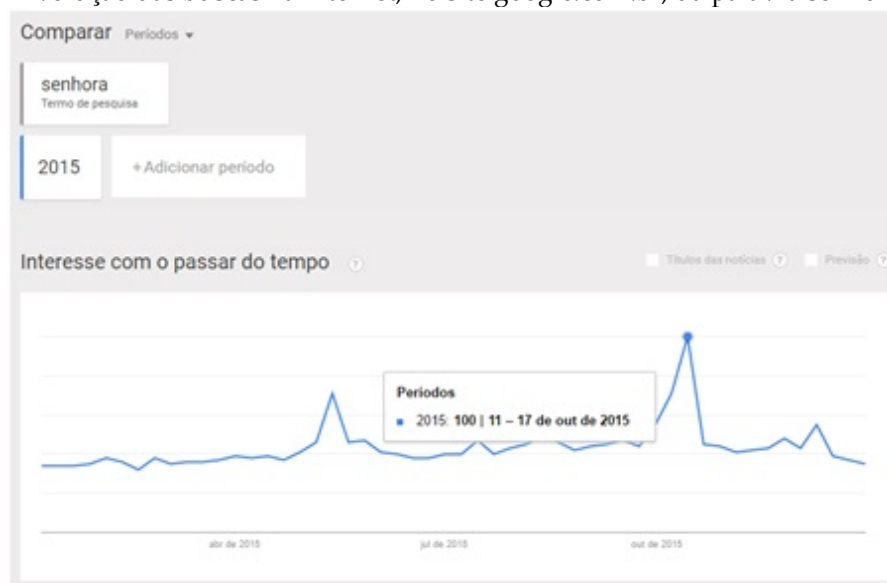 Comparar Períodos
senhora
Termo de pesquisa
2015 +Adicionar período
Interesse com o passar do tempo ?
Títulos das notícias ? Previsão ?
Períodos
2015: 100 | 11 – 17 de out de 2015
abr de 2015 jul de 2015 out de 2015